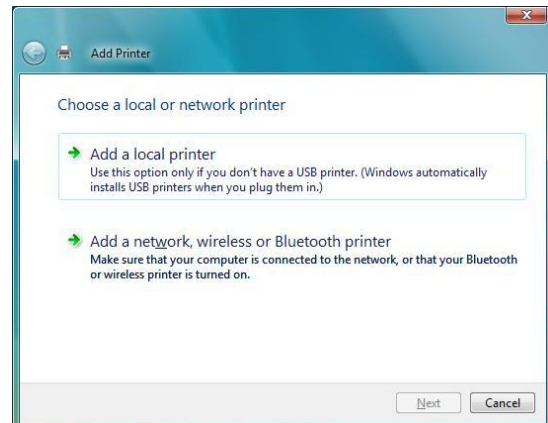 Add Printer
Choose a local or network printer
Add a local printer
Use this option only if you don't have a USB printer. (Windows automatically
installs USB printers when you plug them in.)
Add a network, wireless or Bluetooth printer
Make sure that your computer is connected to the network, or that your Bluetooth
or wireless printer is turned on.
Next Cancel